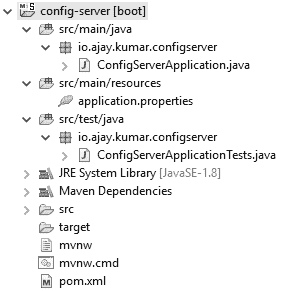 config-server [boot]
src/main/java
io.ajay.kumar.configserver
ConfigServerApplication.java
src/main/resources
application.properties
src/test/java
io.ajay.kumar.configserver
ConfigServerApplicationTests.java
JRE System Library [JavaSE-1.8]
Maven Dependencies
src
target
mvnw
mvnw.cmd
pom.xml